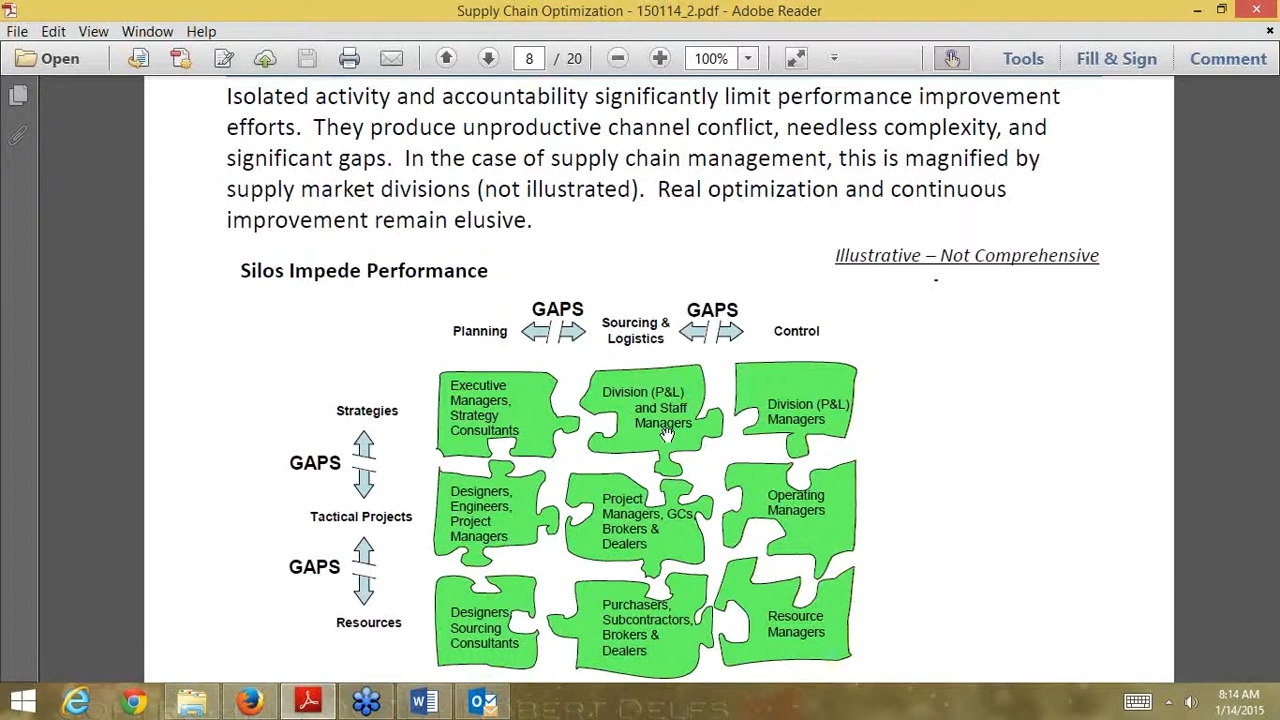 Supply Chain Optimization - 150114_2.pdf - Adobe Reader
File Edit View Window Help
Open 8 / 20 100% Tools Fill & Sign Comment
Isolated activity and accountability significantly limit performance improvement
efforts. They produce unproductive channel conflict, needless complexity, and
significant gaps. In the case of supply chain management, this is magnified by
supply market divisions (not illustrated). Real optimization and continuous
improvement remain elusive.
Illustrative – Not Comprehensive
Silos Impede Performance
GAPS GAPS
Planning
Sourcing &
Logistics
Control
Strategies
Executive
Managers,
Strategy
Consultants
Division (P&L)
and Staff
Managers
Division (P&L)
Managers
GAPS
Tactical Projects
Designers,
Engineers,
Project
Managers
Project
Managers, GCs,
Brokers &
Dealers
Operating
Managers
GAPS
Resources
Designers,
Sourcing
Consultants
Purchasers,
Subcontractors,
Brokers &
Dealers
Resource
Managers
8:14 AM
1/14/2015